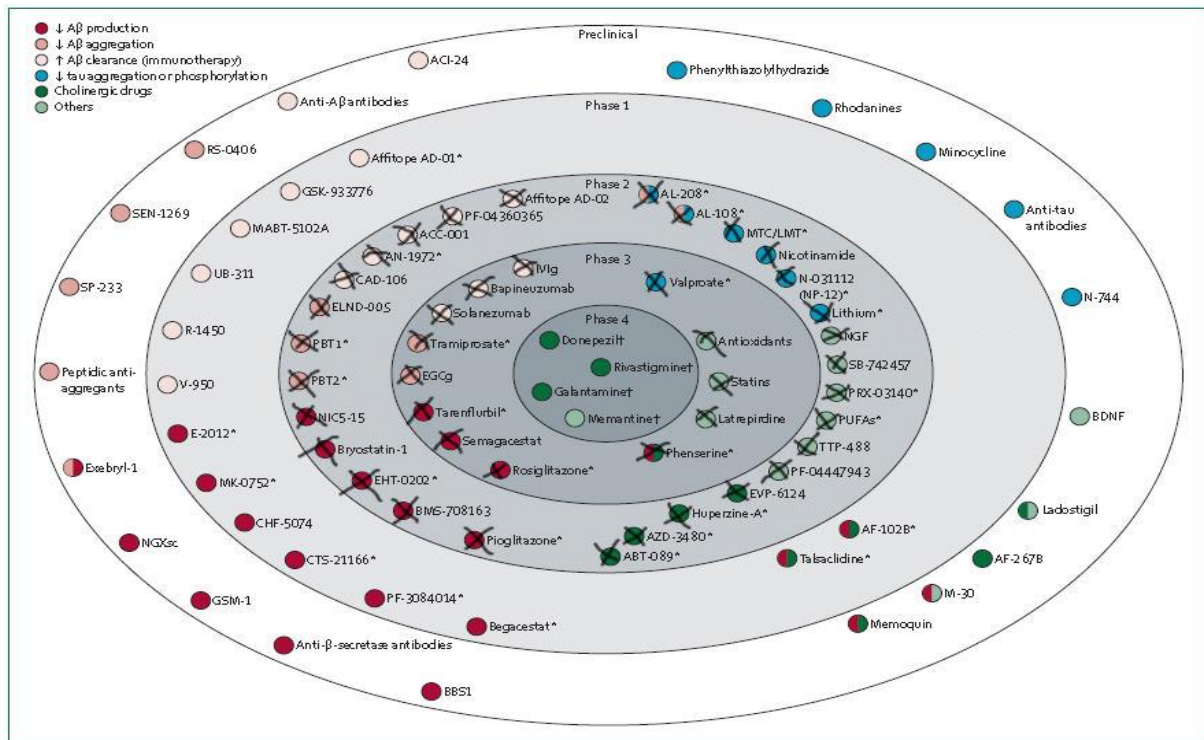 ↓ Aβ production
↓ Aβ aggregation
↑ Aβ clearance (immunotherapy)
↓ tau aggregation or phosphorylation
Cholinergic drugs
Others
Preclinical
ACI-24
Phenylthiazolylhydrazide
Anti-Aβ antibodies
Rhodanines
RS-0406
Minocycline
SEN-1269
Anti-tau
antibodies
SP-233
N-744
Peptidic anti-
aggregants
BDNF
Exebryl-1
Ladostigil
NGXsc
AF-267B
GSM-1
M-30
Memoquin
Anti-β-secretase antibodies
BBS1
Phase 1
Affitope AD-01*
GSK-933776
MABT-5102A
UB-311
R-1450
V-950
E-2012*
MK-0752*
CHF-5074
CTS-21166*
PF-3084014*
Begacestat*
AF-102B*
Talsaclidine*
Phase 2
Affitope AD-02
AL-208*
PF-04360365
AL-108*
ACC-001
MTC/LMT*
AN-1972*
Nicotinamide
CAD-106
N-031112
(NP-12)*
ELND-005
Lithium*
PBT1*
NGF
PBT2*
SB-742457
NIC5-15
PRX-03140*
Bryostatin-1
PUFAs*
EHT-0202*
TTP-488
BMS-708163
PF-04447943
Pioglitazone*
EVP-6124
Huperzine-A*
AZD-3480*
ABT-089*
Phase 3
IVIg
Bapineuzumab
Valproate*
Solanezumab
Tramiprosate*
Antioxidants
EGCg
Statins
Tarenflurbil*
Latrepirdine
Semagacestat
Phenserine*
Rosiglitazone*
Phase 4
Donepezil†
Rivastigmine†
Galantamine†
Memantine†